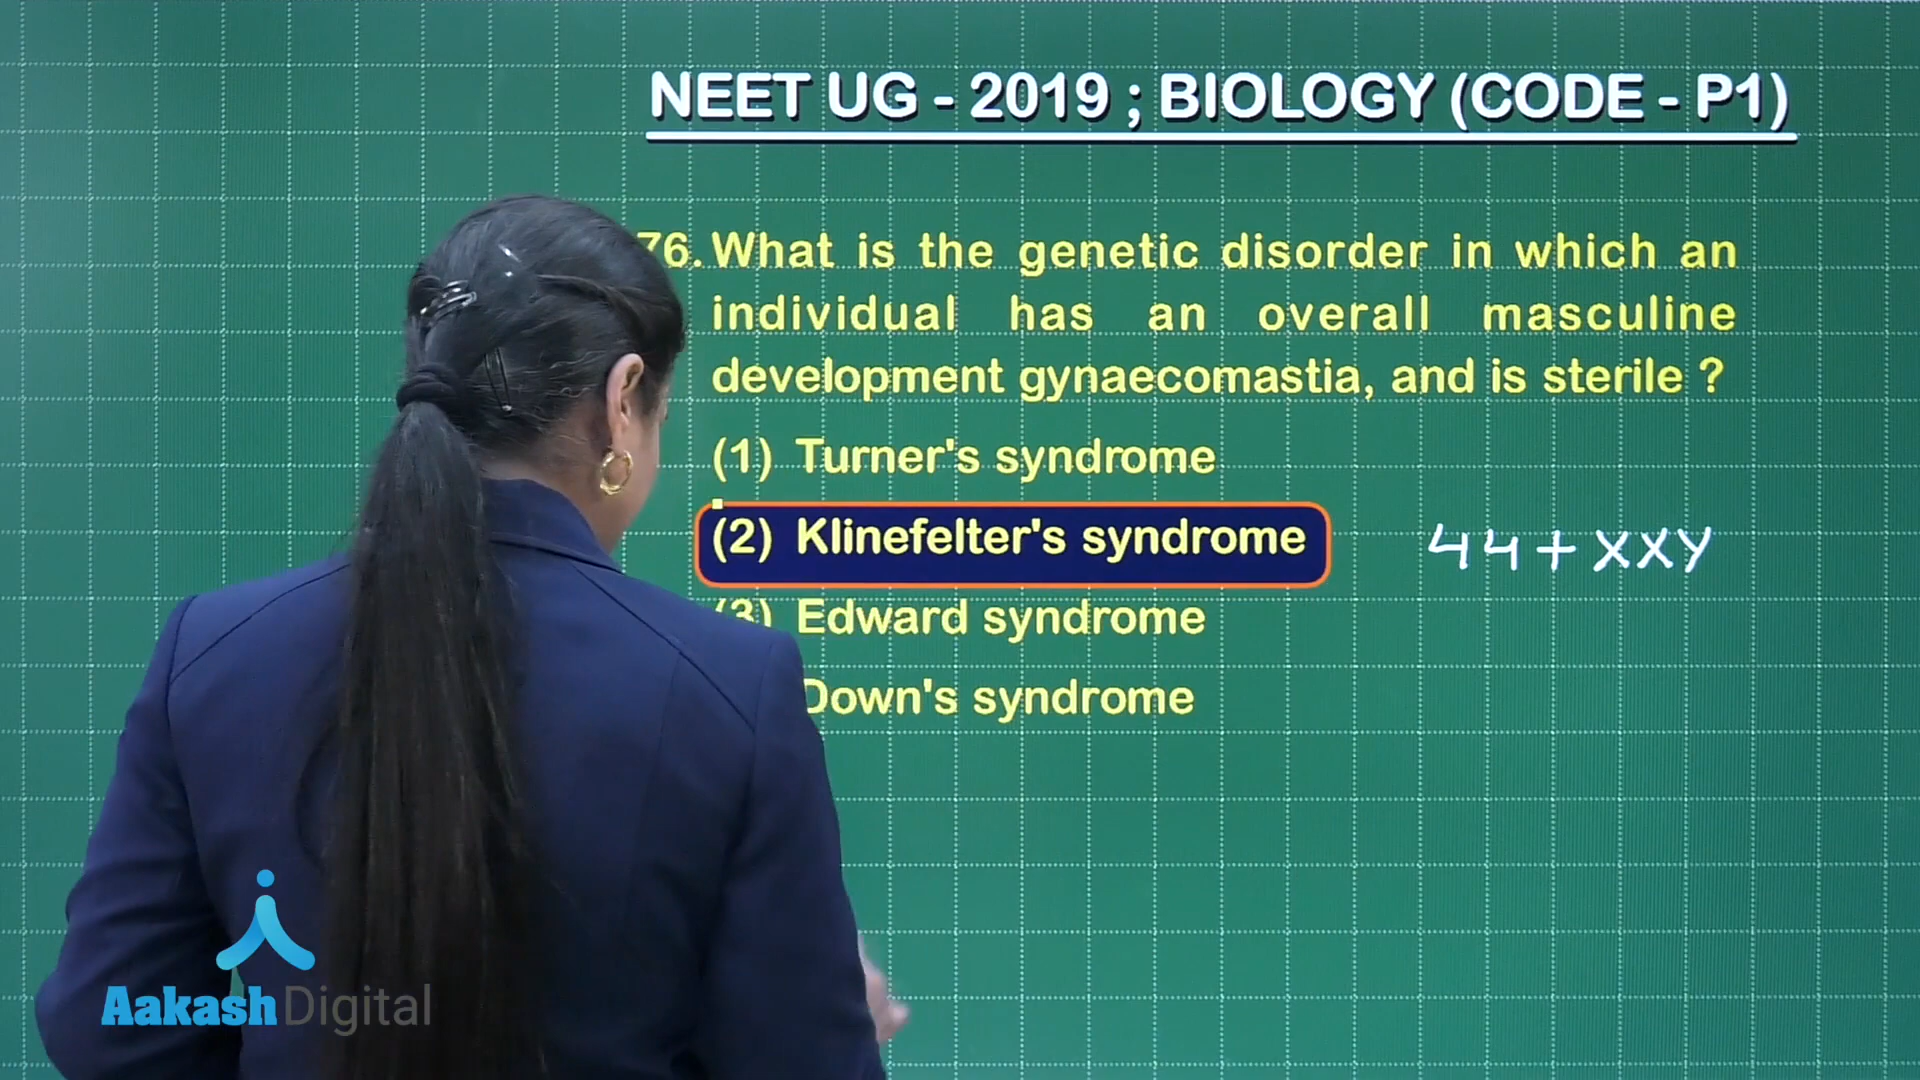 NEET UG - 2019 ; BIOLOGY (CODE - P1)
76. What is the genetic disorder in which an
individual has an overall masculine
development gynaecomastia, and is sterile ?
(1) Turner's syndrome
(2) Klinefelter's syndrome 44+XXY
(3) Edward syndrome
Down's syndrome
Aakash Digital